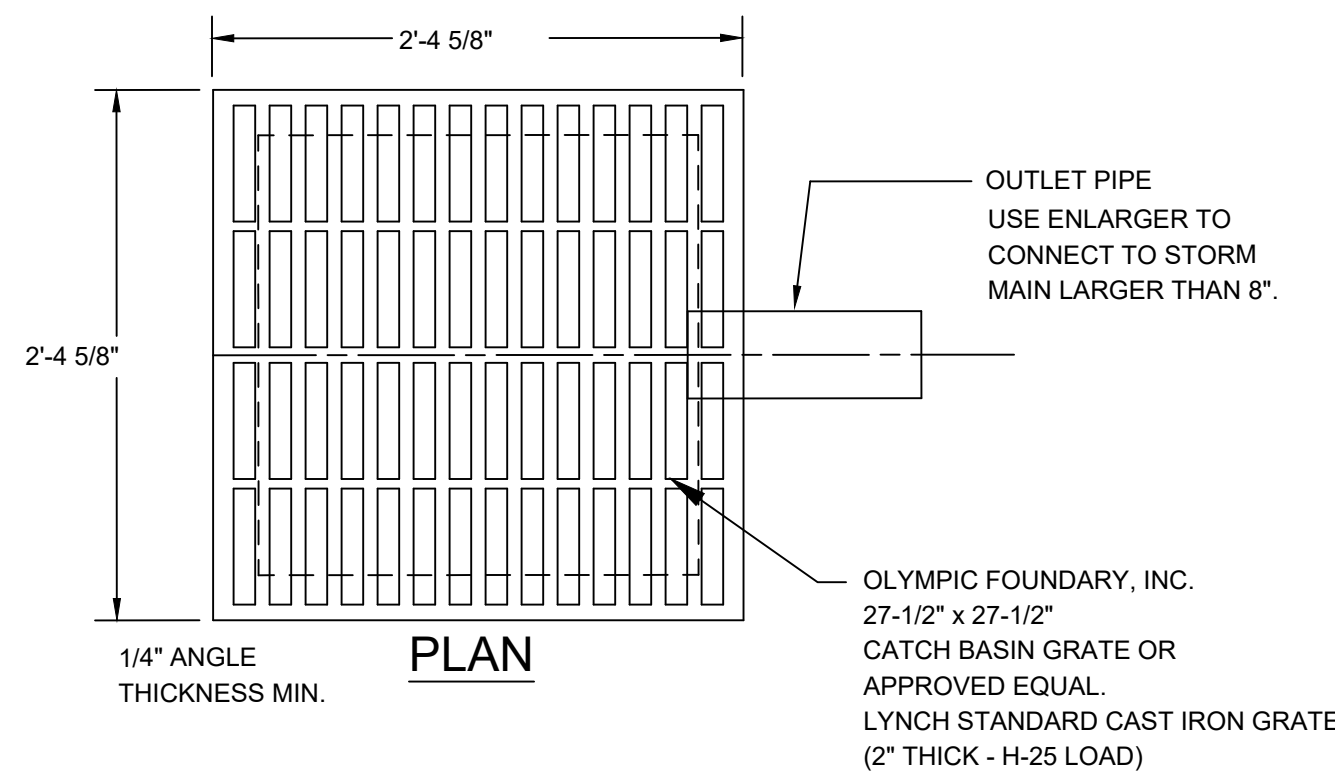 2'-4 5/8"
OUTLET PIPE
USE ENLARGER TO
CONNECT TO STORM
MAIN LARGER THAN 8".
2'-4 5/8"
OLYMPIC FOUNDARY, INC.
27-1/2" x 27-1/2"
CATCH BASIN GRATE OR
APPROVED EQUAL.
LYNCH STANDARD CAST IRON GRATE
(2" THICK - H-25 LOAD)
1/4" ANGLE
THICKNESS MIN.
PLAN